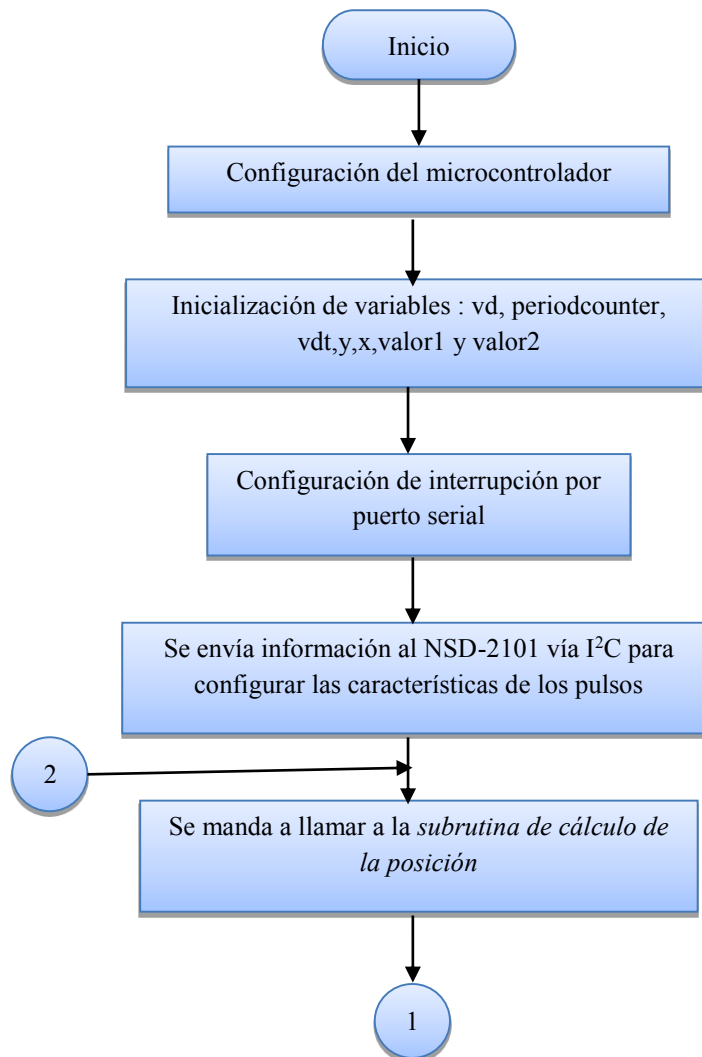 Inicio
Configuración del microcontrolador
Inicialización de variables : vd, periodcounter,
vdt,y,x,valor1 y valor2
Configuración de interrupción por
puerto serial
Se envía información al NSD-2101 vía I²C para
configurar las características de los pulsos
2
Se manda a llamar a la subrutina de cálculo de
la posición
1